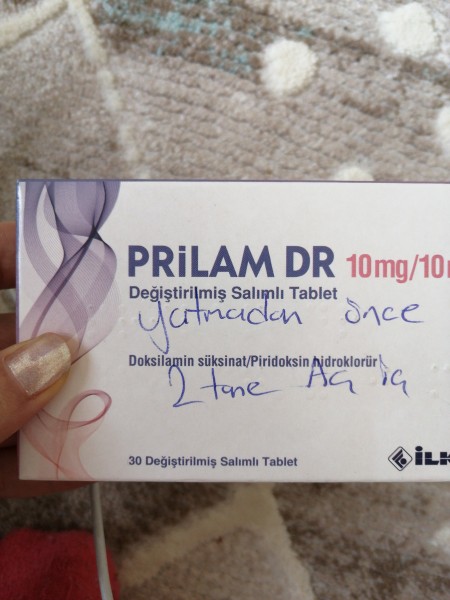 PRiLAM DR 10mg/10
Değiştirilmiş Salımlı Tablet
yatmadan önce
Doksilamin süksinat/Piridoksin hidroklorür
2 tane Aç iç
30 Değiştirilmiş Salımlı Tablet
İLK